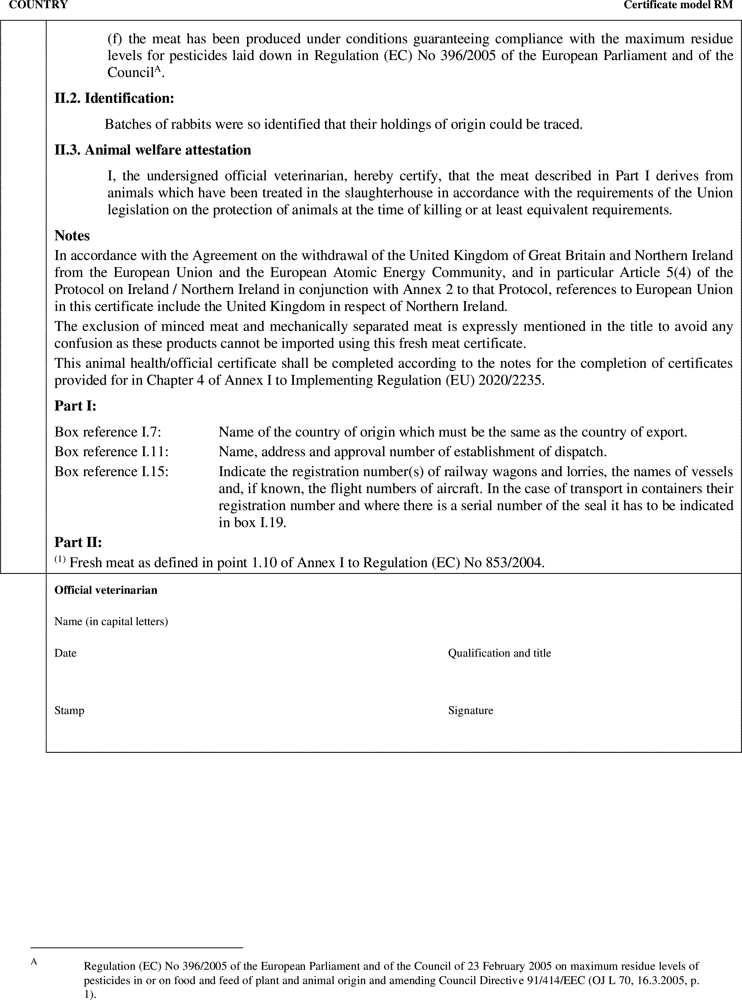 COUNTRY Certificate model RM
(f) the meat has been produced under conditions guaranteeing compliance with the maximum residue
levels for pesticides laid down in Regulation (EC) No 396/2005 of the European Parliament and of the
Councilᴬ.
II.2. Identification:
Batches of rabbits were so identified that their holdings of origin could be traced.
II.3. Animal welfare attestation
I, the undersigned official veterinarian, hereby certify, that the meat described in Part I derives from
animals which have been treated in the slaughterhouse in accordance with the requirements of the Union
legislation on the protection of animals at the time of killing or at least equivalent requirements.
Notes
In accordance with the Agreement on the withdrawal of the United Kingdom of Great Britain and Northern Ireland
from the European Union and the European Atomic Energy Community, and in particular Article 5(4) of the
Protocol on Ireland / Northern Ireland in conjunction with Annex 2 to that Protocol, references to European Union
in this certificate include the United Kingdom in respect of Northern Ireland.
The exclusion of minced meat and mechanically separated meat is expressly mentioned in the title to avoid any
confusion as these products cannot be imported using this fresh meat certificate.
This animal health/official certificate shall be completed according to the notes for the completion of certificates
provided for in Chapter 4 of Annex I to Implementing Regulation (EU) 2020/2235.
Part I:
Box reference I.7: Name of the country of origin which must be the same as the country of export.
Box reference I.11: Name, address and approval number of establishment of dispatch.
Box reference I.15: Indicate the registration number(s) of railway wagons and lorries, the names of vessels
and, if known, the flight numbers of aircraft. In the case of transport in containers their
registration number and where there is a serial number of the seal it has to be indicated
in box I.19.
Part II:
⁽¹⁾ Fresh meat as defined in point 1.10 of Annex I to Regulation (EC) No 853/2004.
Official veterinarian
Name (in capital letters)
Date Qualification and title
Stamp Signature
A Regulation (EC) No 396/2005 of the European Parliament and of the Council of 23 February 2005 on maximum residue levels of
pesticides in or on food and feed of plant and animal origin and amending Council Directive 91/414/EEC (OJ L 70, 16.3.2005, p.
1).